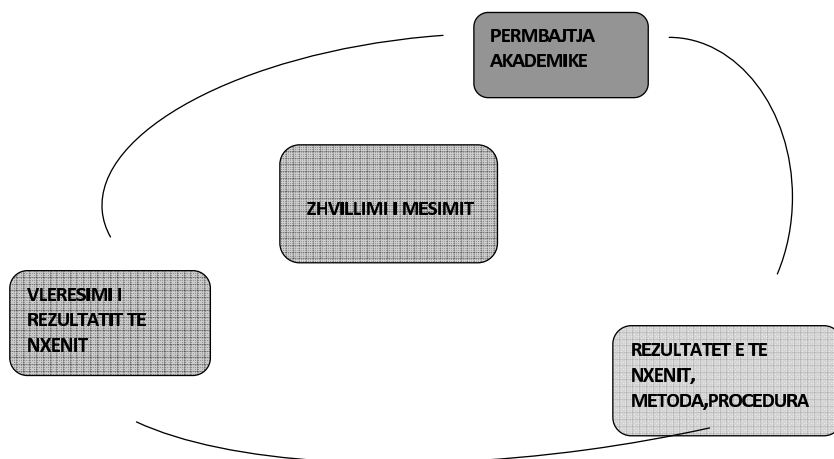 PERMBAJTJA
AKADEMIKE
ZHVILLIMI I MESIMIT
VLERESIMI I
REZULTATIT TE
NXENIT
REZULTATET E TE
NXENIT,
METODA,PROCEDURA